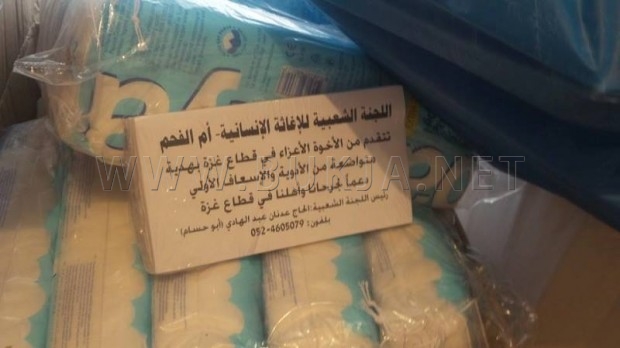 اللجنة الشعبية للإغاثة الإنسانية - أم الفحم
تتقدم من الأخوة الأعزاء في قطاع غزة بهدية
متواضعة من الأدوية والإسعاف الأولي
دعماً لجرحانا وأهلنا في قطاع غزة
رئيس اللجنة الشعبية: الحاج عدنان عبد الهادي (أبو حسام)
بلفون: 052-4605079